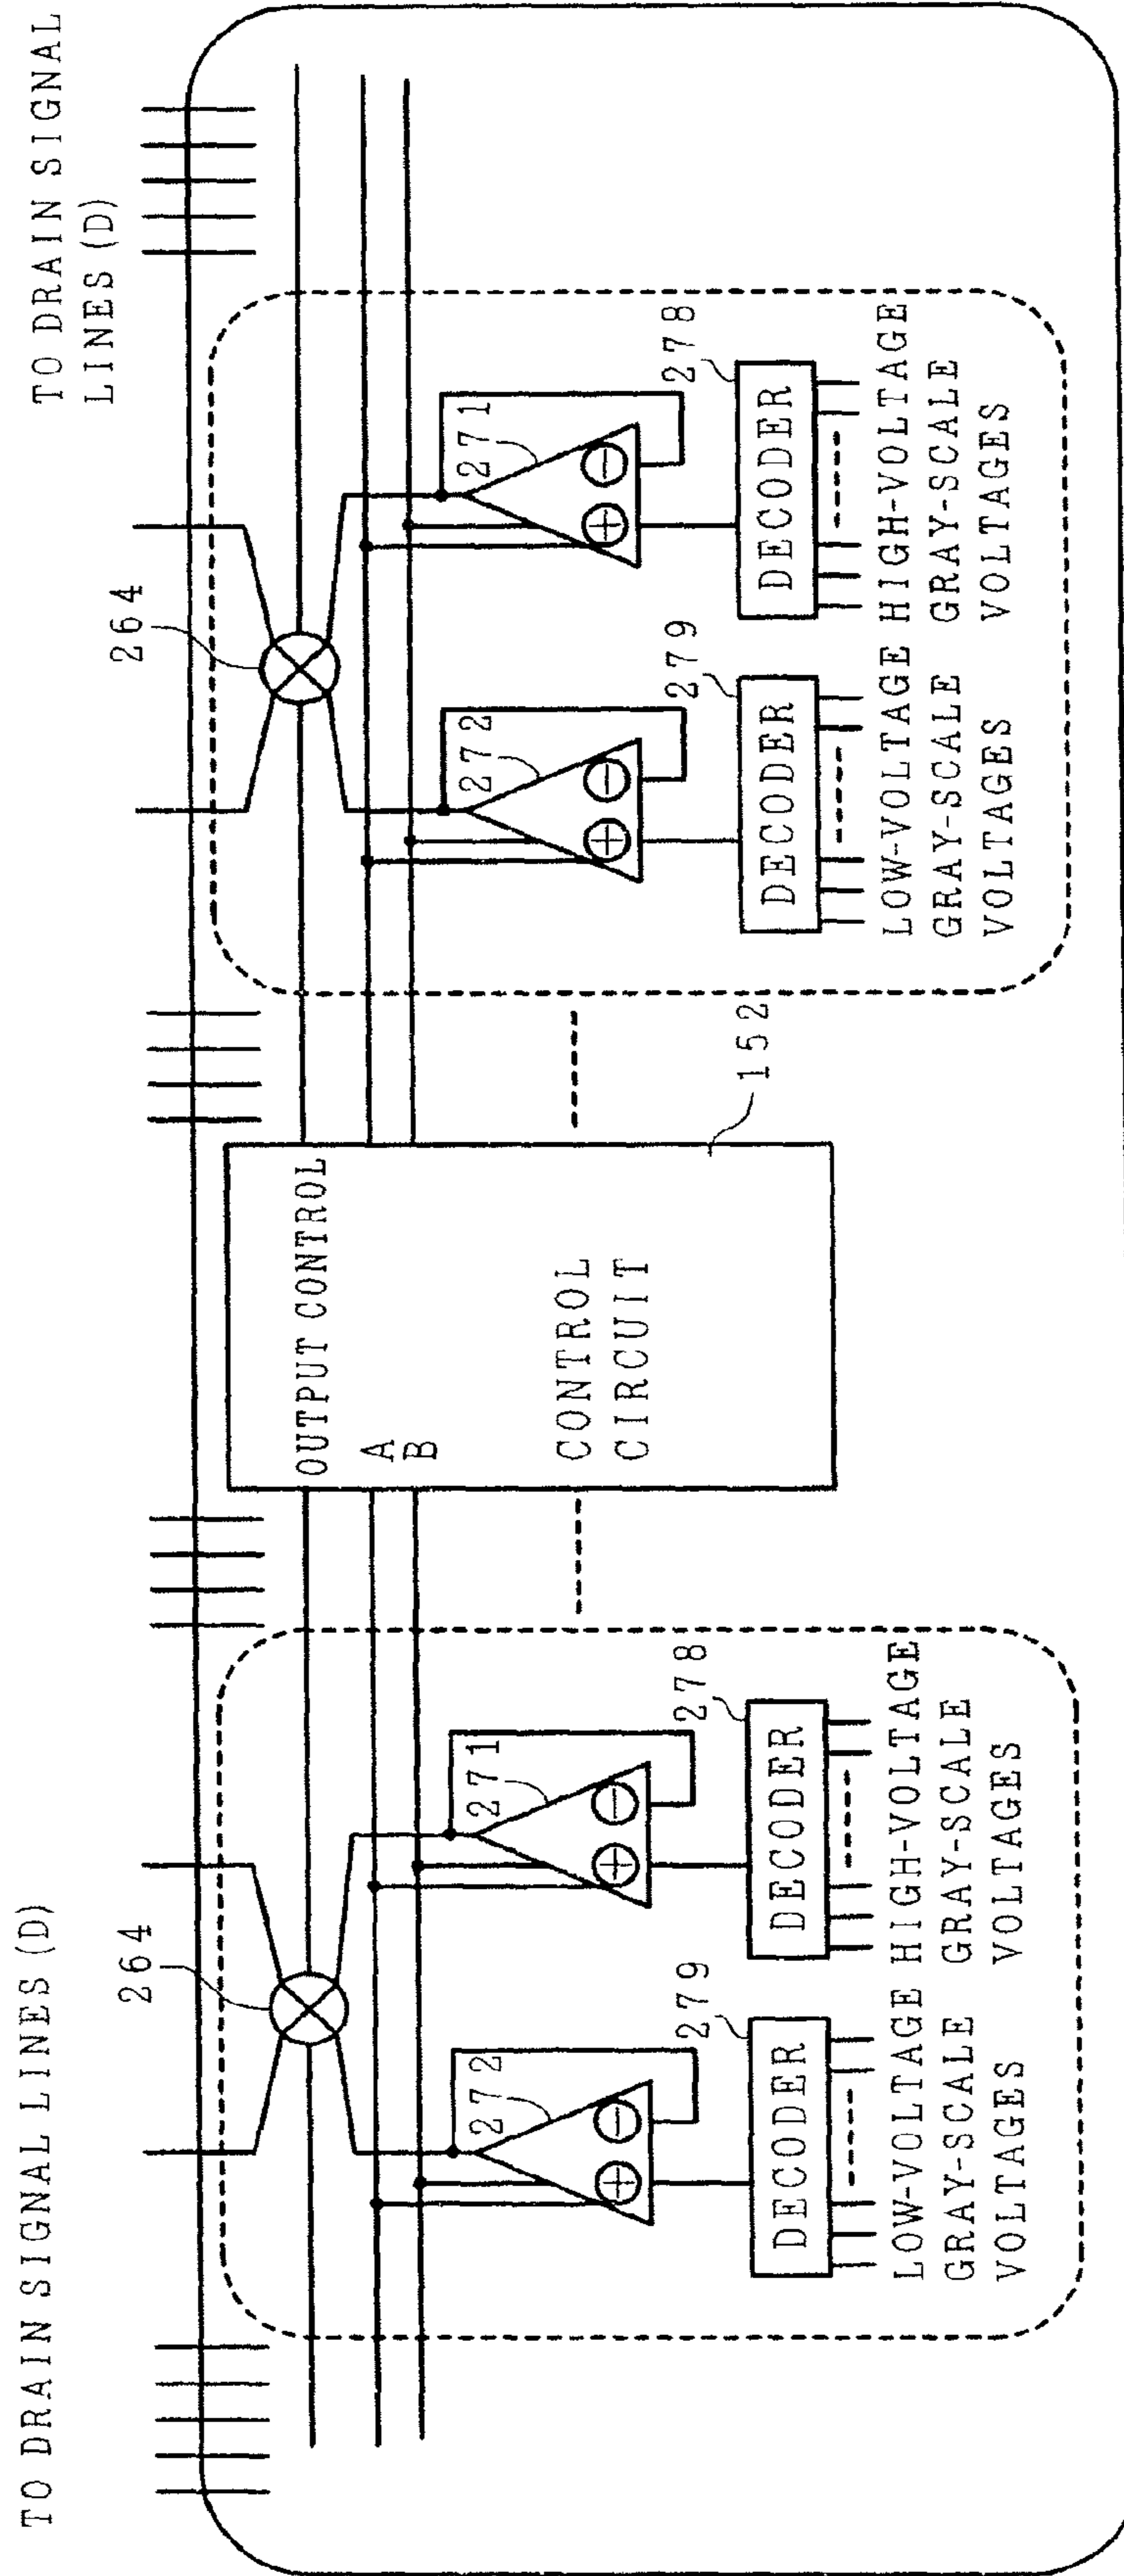 TO DRAIN SIGNAL LINES (D)
TO DRAIN SIGNAL
LINES (D)
264
264
OUTPUT CONTROL
A
B
CONTROL
CIRCUIT
152
272
271
272
271
279
278
279
278
DECODER
DECODER
DECODER
DECODER
LOW-VOLTAGE
GRAY-SCALE
VOLTAGES
HIGH-VOLTAGE
GRAY-SCALE
VOLTAGES
LOW-VOLTAGE
GRAY-SCALE
VOLTAGES
HIGH-VOLTAGE
GRAY-SCALE
VOLTAGES